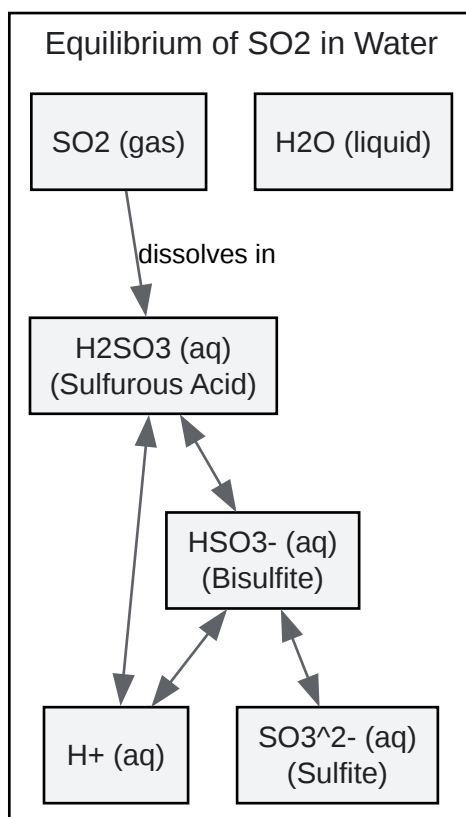 Equilibrium of SO2 in Water
SO2 (gas)
H2O (liquid)
dissolves in
H2SO3 (aq)
(Sulfurous Acid)
HSO3- (aq)
(Bisulfite)
H+ (aq)
SO3^2- (aq)
(Sulfite)